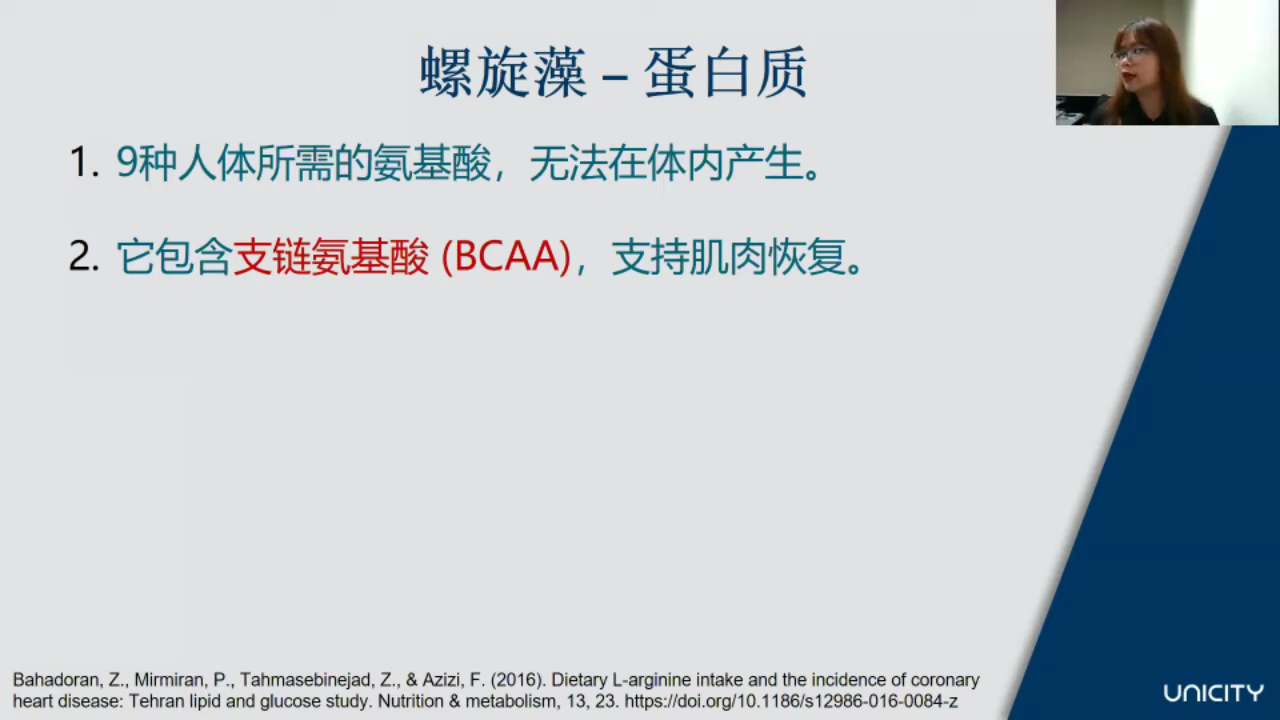 螺旋藻 – 蛋白质
1. 9种人体所需的氨基酸，无法在体内产生。
2. 它包含支链氨基酸 (BCAA)，支持肌肉恢复。
Bahadoran, Z., Mirmiran, P., Tahmasebinejad, Z., & Azizi, F. (2016). Dietary L-arginine intake and the incidence of coronary
heart disease: Tehran lipid and glucose study. Nutrition & metabolism, 13, 23. https://doi.org/10.1186/s12986-016-0084-z
UNICITY